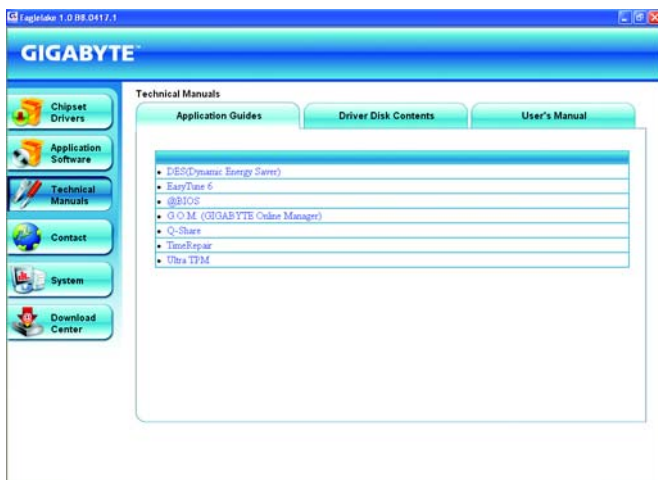 Eaglelake 1.0 B8.0417.1
GIGABYTE™
Chipset
Drivers
Application
Software
Technical
Manuals
Contact
System
Download
Center
Technical Manuals
Application Guides
Driver Disk Contents
User's Manual
DES(Dynamic Energy Saver)
EasyTune 6
@BIOS
G.O.M. (GIGABYTE Online Manager)
Q-Share
TimeRepair
Ultra TPM